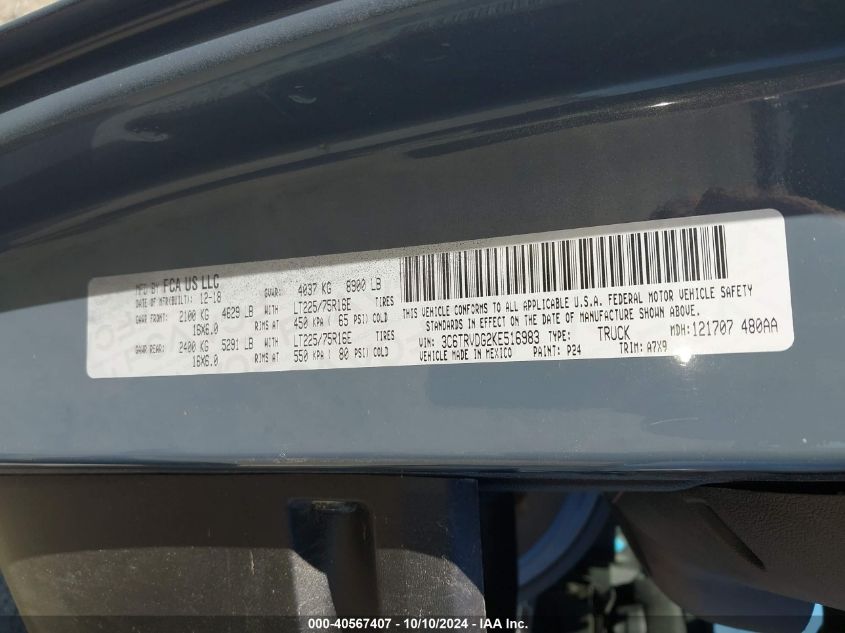 MFD BY FCA US LLC
DATE OF MFR(BUILT): 12-18 GVWR: 4037 KG 8900 LB
GAWR FRONT: 2100 KG 4629 LB WITH LT225/75R16E TIRES
16X6.0 RIMS AT 450 KPA ( 65 PSI) COLD
GAWR REAR: 2400 KG 5291 LB WITH LT225/75R16E TIRES
16X6.0 RIMS AT 550 KPA ( 80 PSI) COLD
THIS VEHICLE CONFORMS TO ALL APPLICABLE U.S.A. FEDERAL MOTOR VEHICLE SAFETY
STANDARDS IN EFFECT ON THE DATE OF MANUFACTURE SHOWN ABOVE.
VIN: 3C6TRVDG2KE516983 TYPE: TRUCK MDH: 121707 480AA
VEHICLE MADE IN MEXICO PAINT: P24 TRIM: A7X9
000-40567407 - 10/10/2024 - IAA Inc.